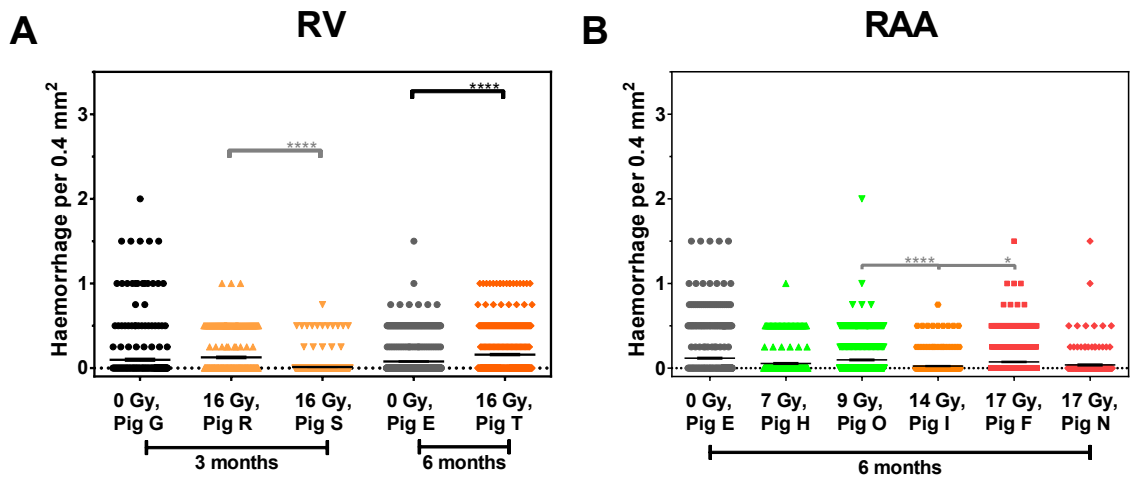 A
RV
Haemorrhage per 0.4 mm²
3
2
1
0
****
****
0 Gy, Pig G
16 Gy, Pig R
16 Gy, Pig S
0 Gy, Pig E
16 Gy, Pig T
3 months
6 months
B
RAA
Haemorrhage per 0.4 mm²
3
2
1
0
****
*
0 Gy, Pig E
7 Gy, Pig H
9 Gy, Pig O
14 Gy, Pig I
17 Gy, Pig F
17 Gy, Pig N
6 months